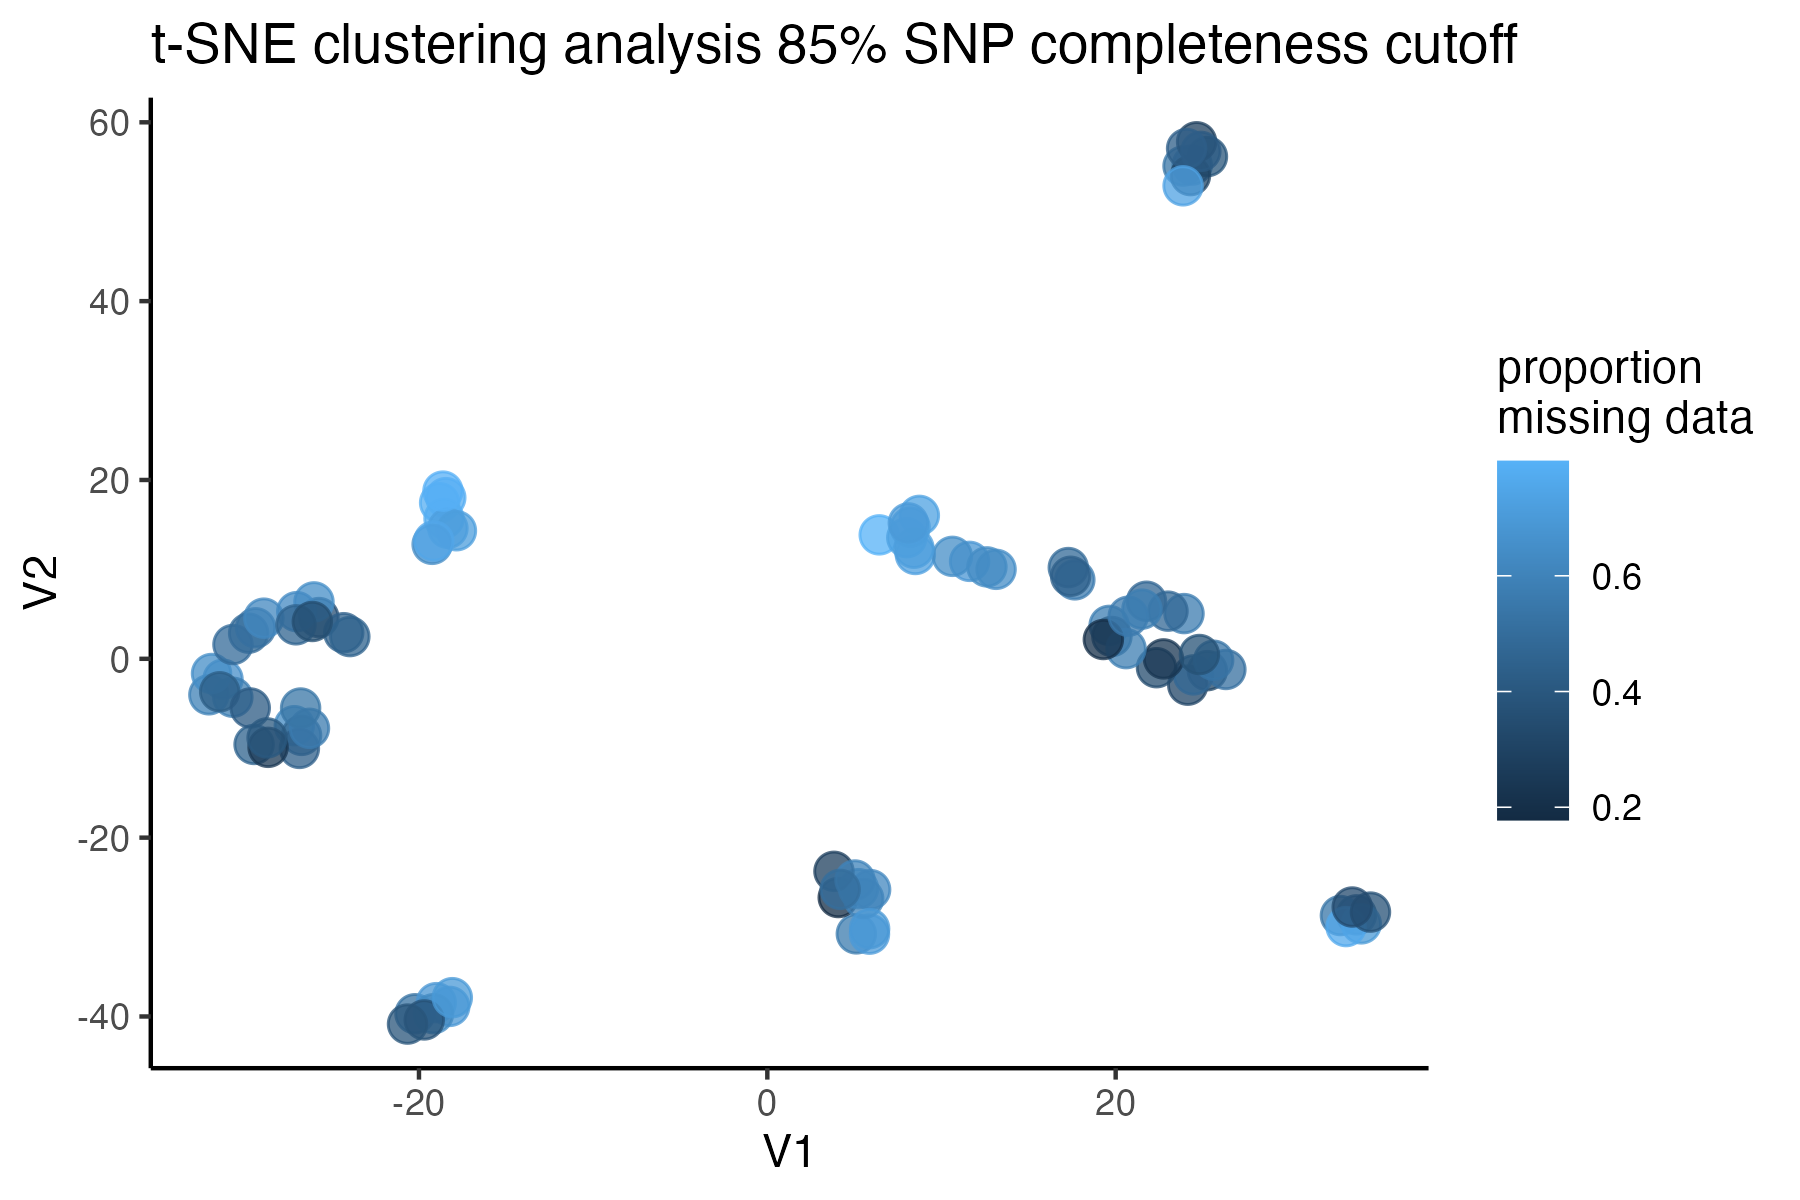 t-SNE clustering analysis 85% SNP completeness cutoff
60
40
20
0
-20
-40
V2
-20
0
20
V1
proportion
missing data
0.6
0.4
0.2